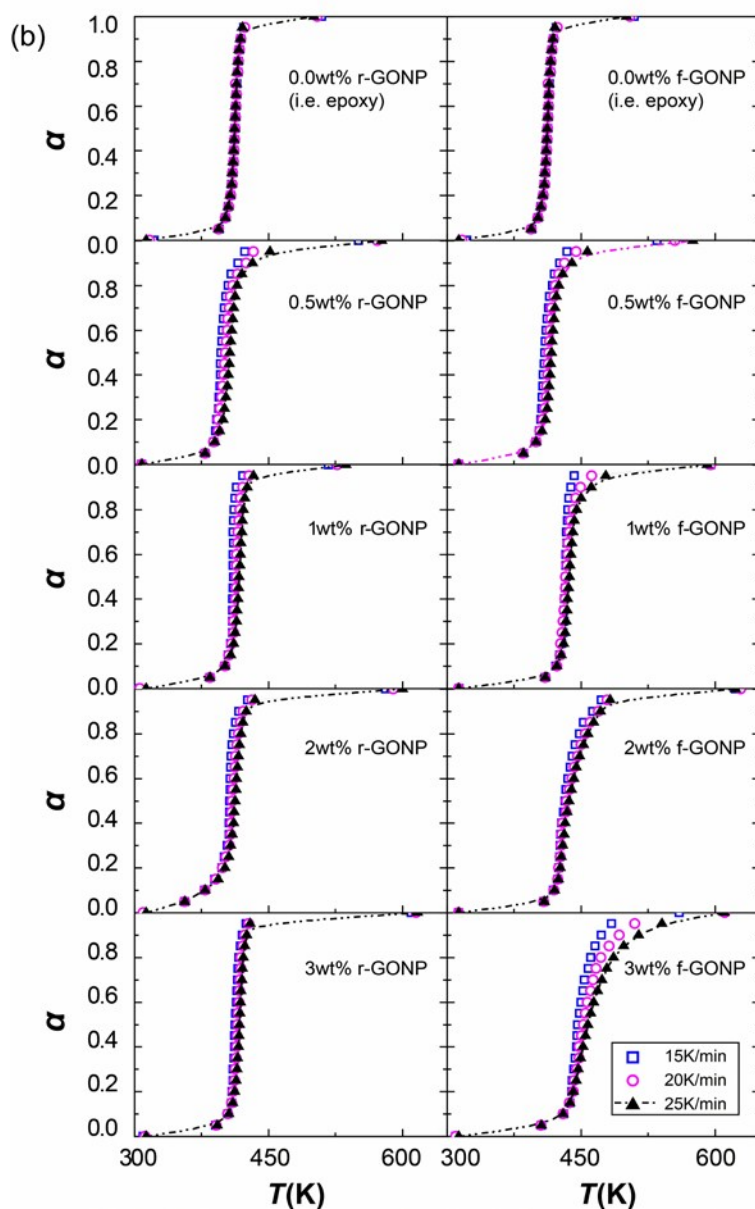 (b)
1.0
0.8
0.6
0.4
0.2
α
0.0wt% r-GONP
(i.e. epoxy)
0.0wt% f-GONP
(i.e. epoxy)
0.0
0.8
0.6
0.4
0.2
α
0.5wt% r-GONP
0.5wt% f-GONP
0.0
0.8
0.6
0.4
0.2
α
1wt% r-GONP
1wt% f-GONP
0.0
0.8
0.6
0.4
0.2
α
2wt% r-GONP
2wt% f-GONP
0.0
0.8
0.6
0.4
0.2
0.0
α
3wt% r-GONP
3wt% f-GONP
15K/min
20K/min
25K/min
300 450 600 300 450 600
T(K) T(K)